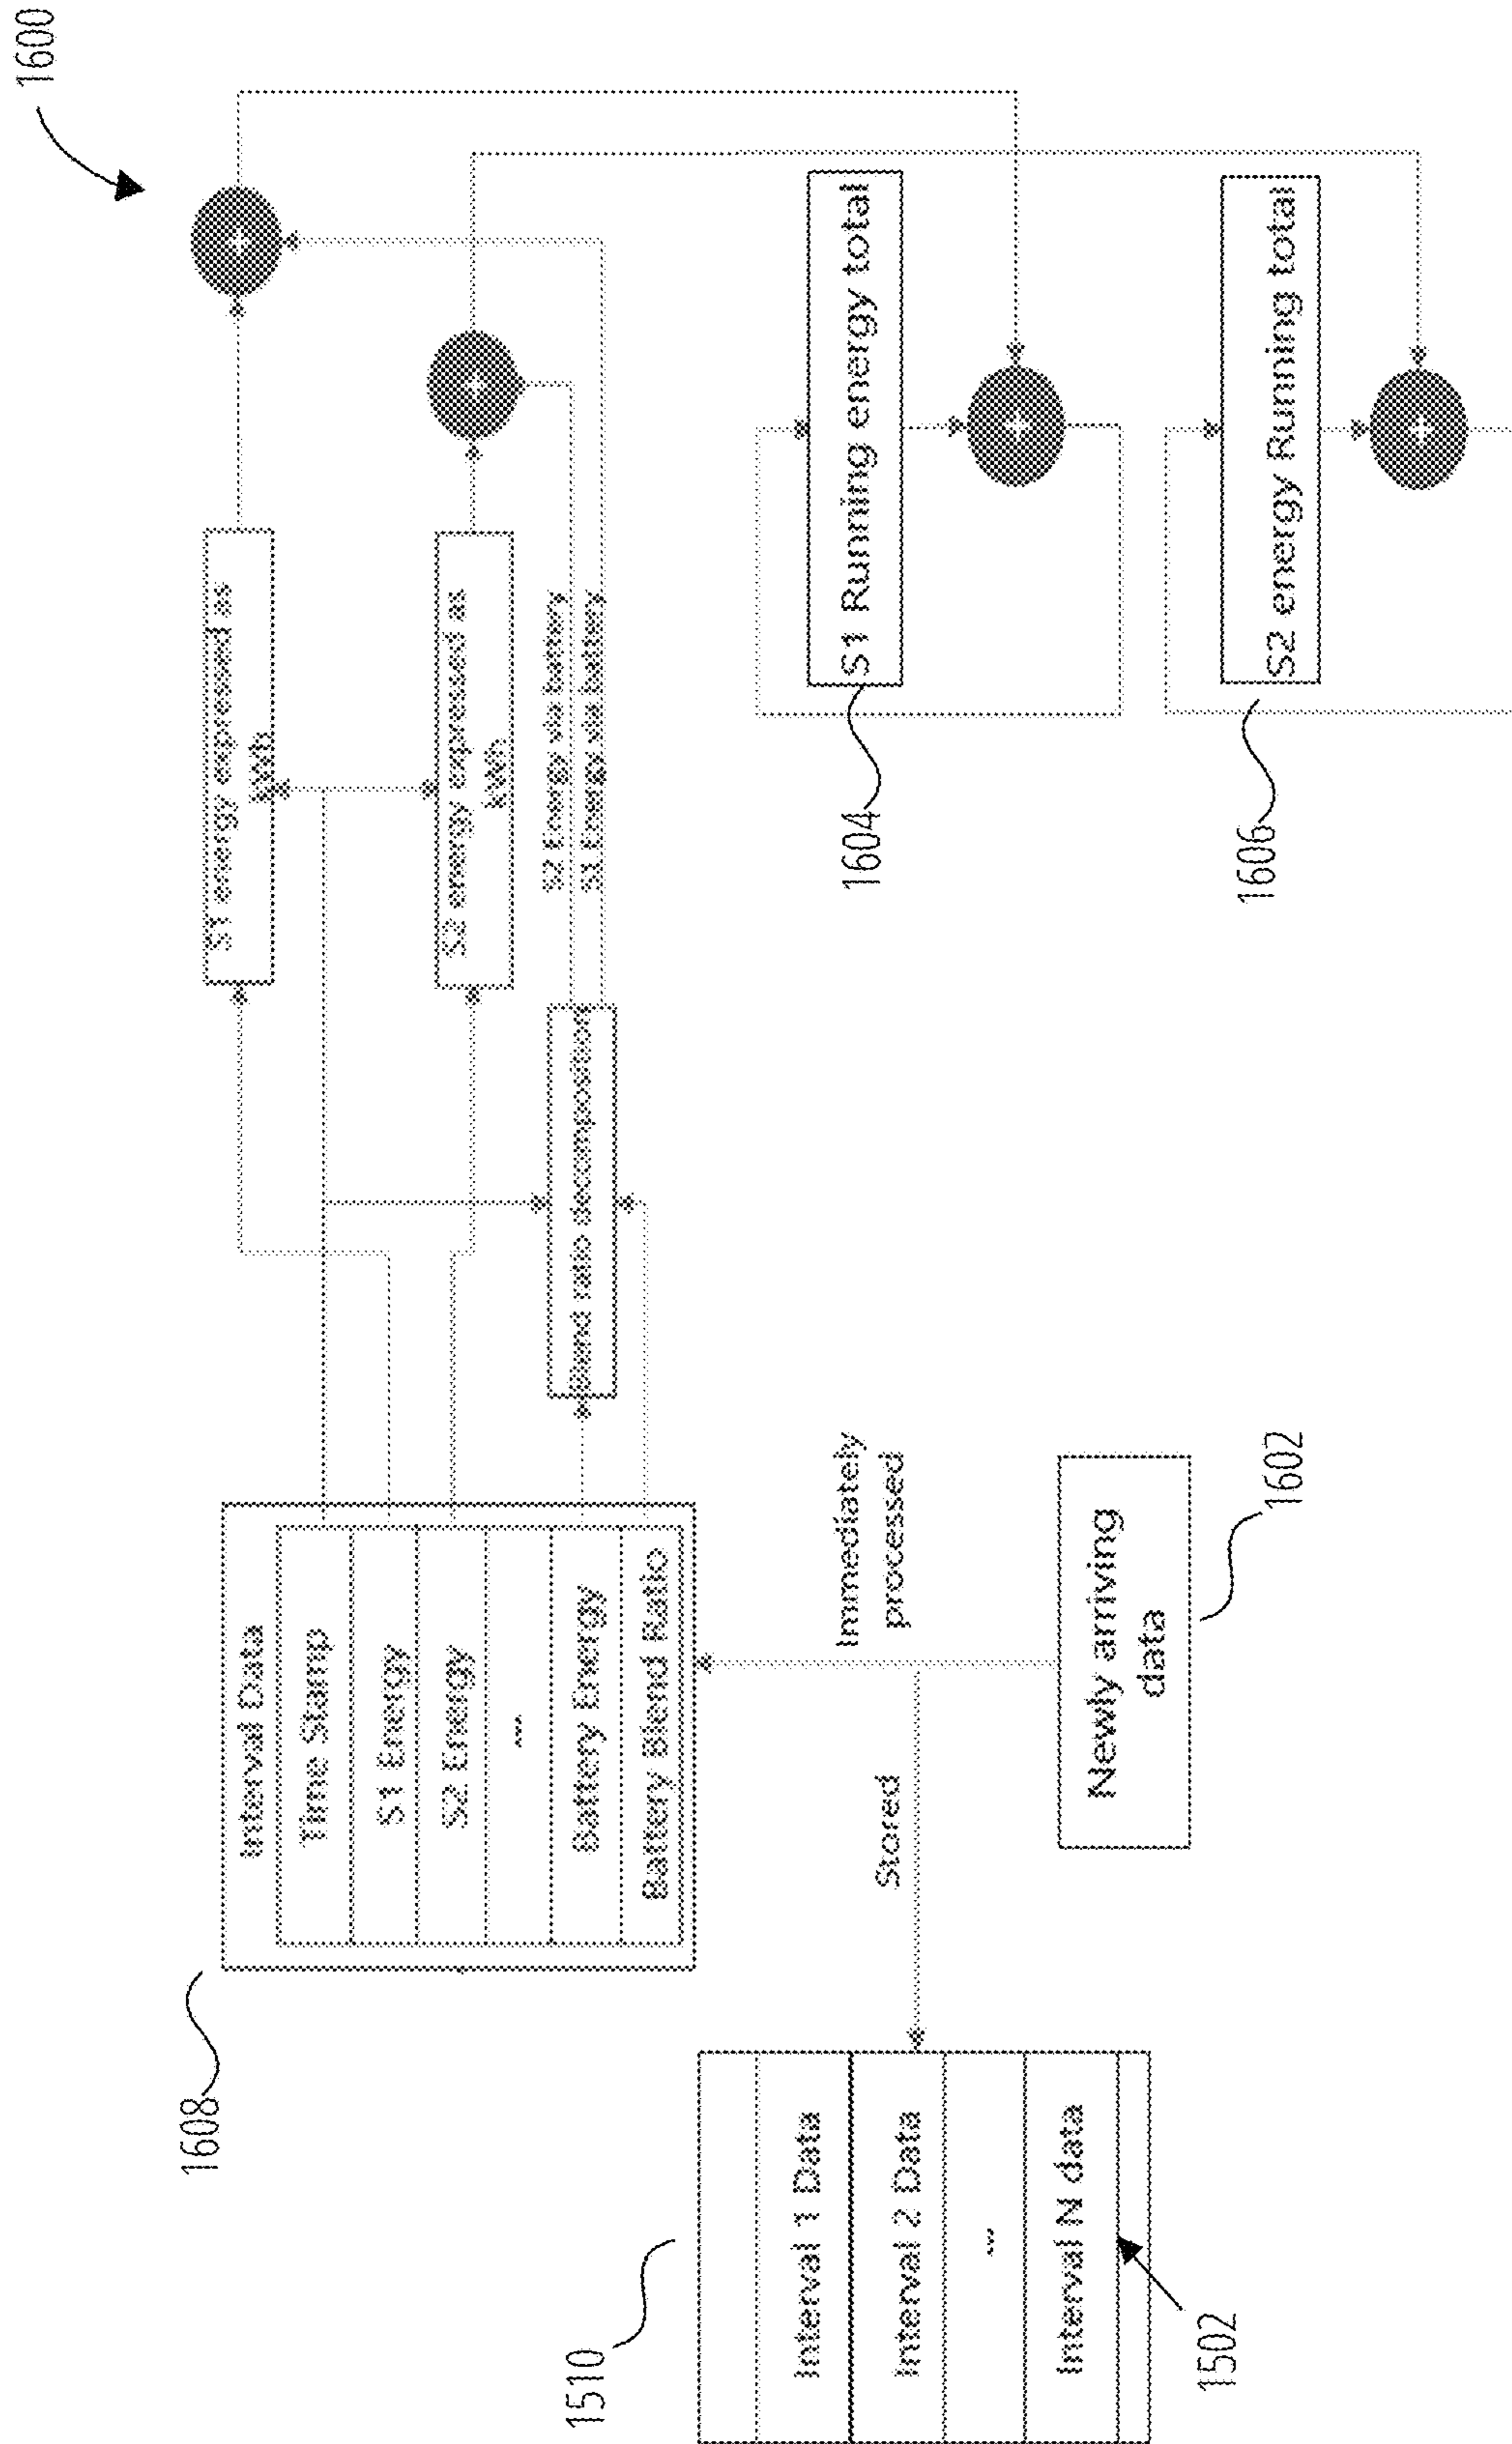 1600
1608
Interval Data
Time Stamp
S1 Energy
S2 Energy
...
Battery Energy
Battery Blend Ratio
S1 energy expressed as
kWh
S2 energy expressed as
kWh
Blend ratio decomposition
S2 Energy via battery
S1 Energy via battery
+
+
1510
Interval 1 Data
Interval 2 Data
...
Interval N data
1502
Stored
Immediately
processed
Newly arriving
data
1602
S1 Running energy total
+
1604
S2 energy Running total
+
1606